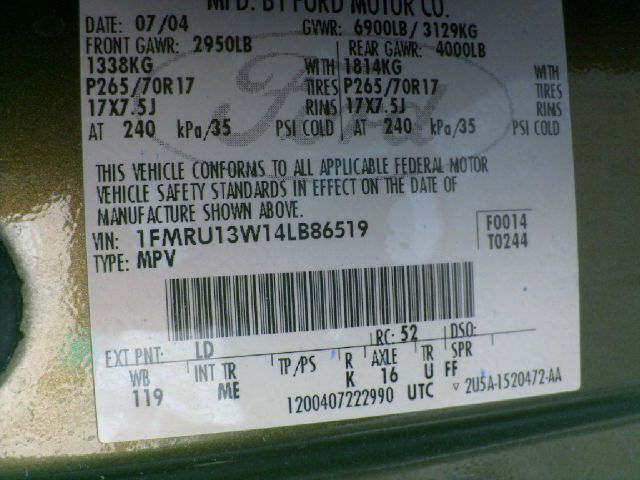 MFD. BY FORD MOTOR CO.
DATE: 07/04 GVWR: 6900LB/ 3129KG
FRONT GAWR: 2950LB REAR GAWR: 4000LB
1338KG WITH 1814KG WITH
P265/70R17 TIRES P265/70R17 TIRES
17X7.5J RIMS 17X7.5J RIMS
AT 240 kPa/35 PSI COLD AT 240 kPa/35 PSI COLD
Ford
THIS VEHICLE CONFORMS TO ALL APPLICABLE FEDERAL MOTOR
VEHICLE SAFETY STANDARDS IN EFFECT ON THE DATE OF
MANUFACTURE SHOWN ABOVE.
VIN: 1FMRU13W14LB86519 F0014
TYPE: MPV T0244
EXT PNT: LD RC: 52 DSO:
WB INT TR TP/PS R AXLE TR SPR
119 ME K 16 U FF
1200407222990 UTC ▽ 2U5A-1520472-AA